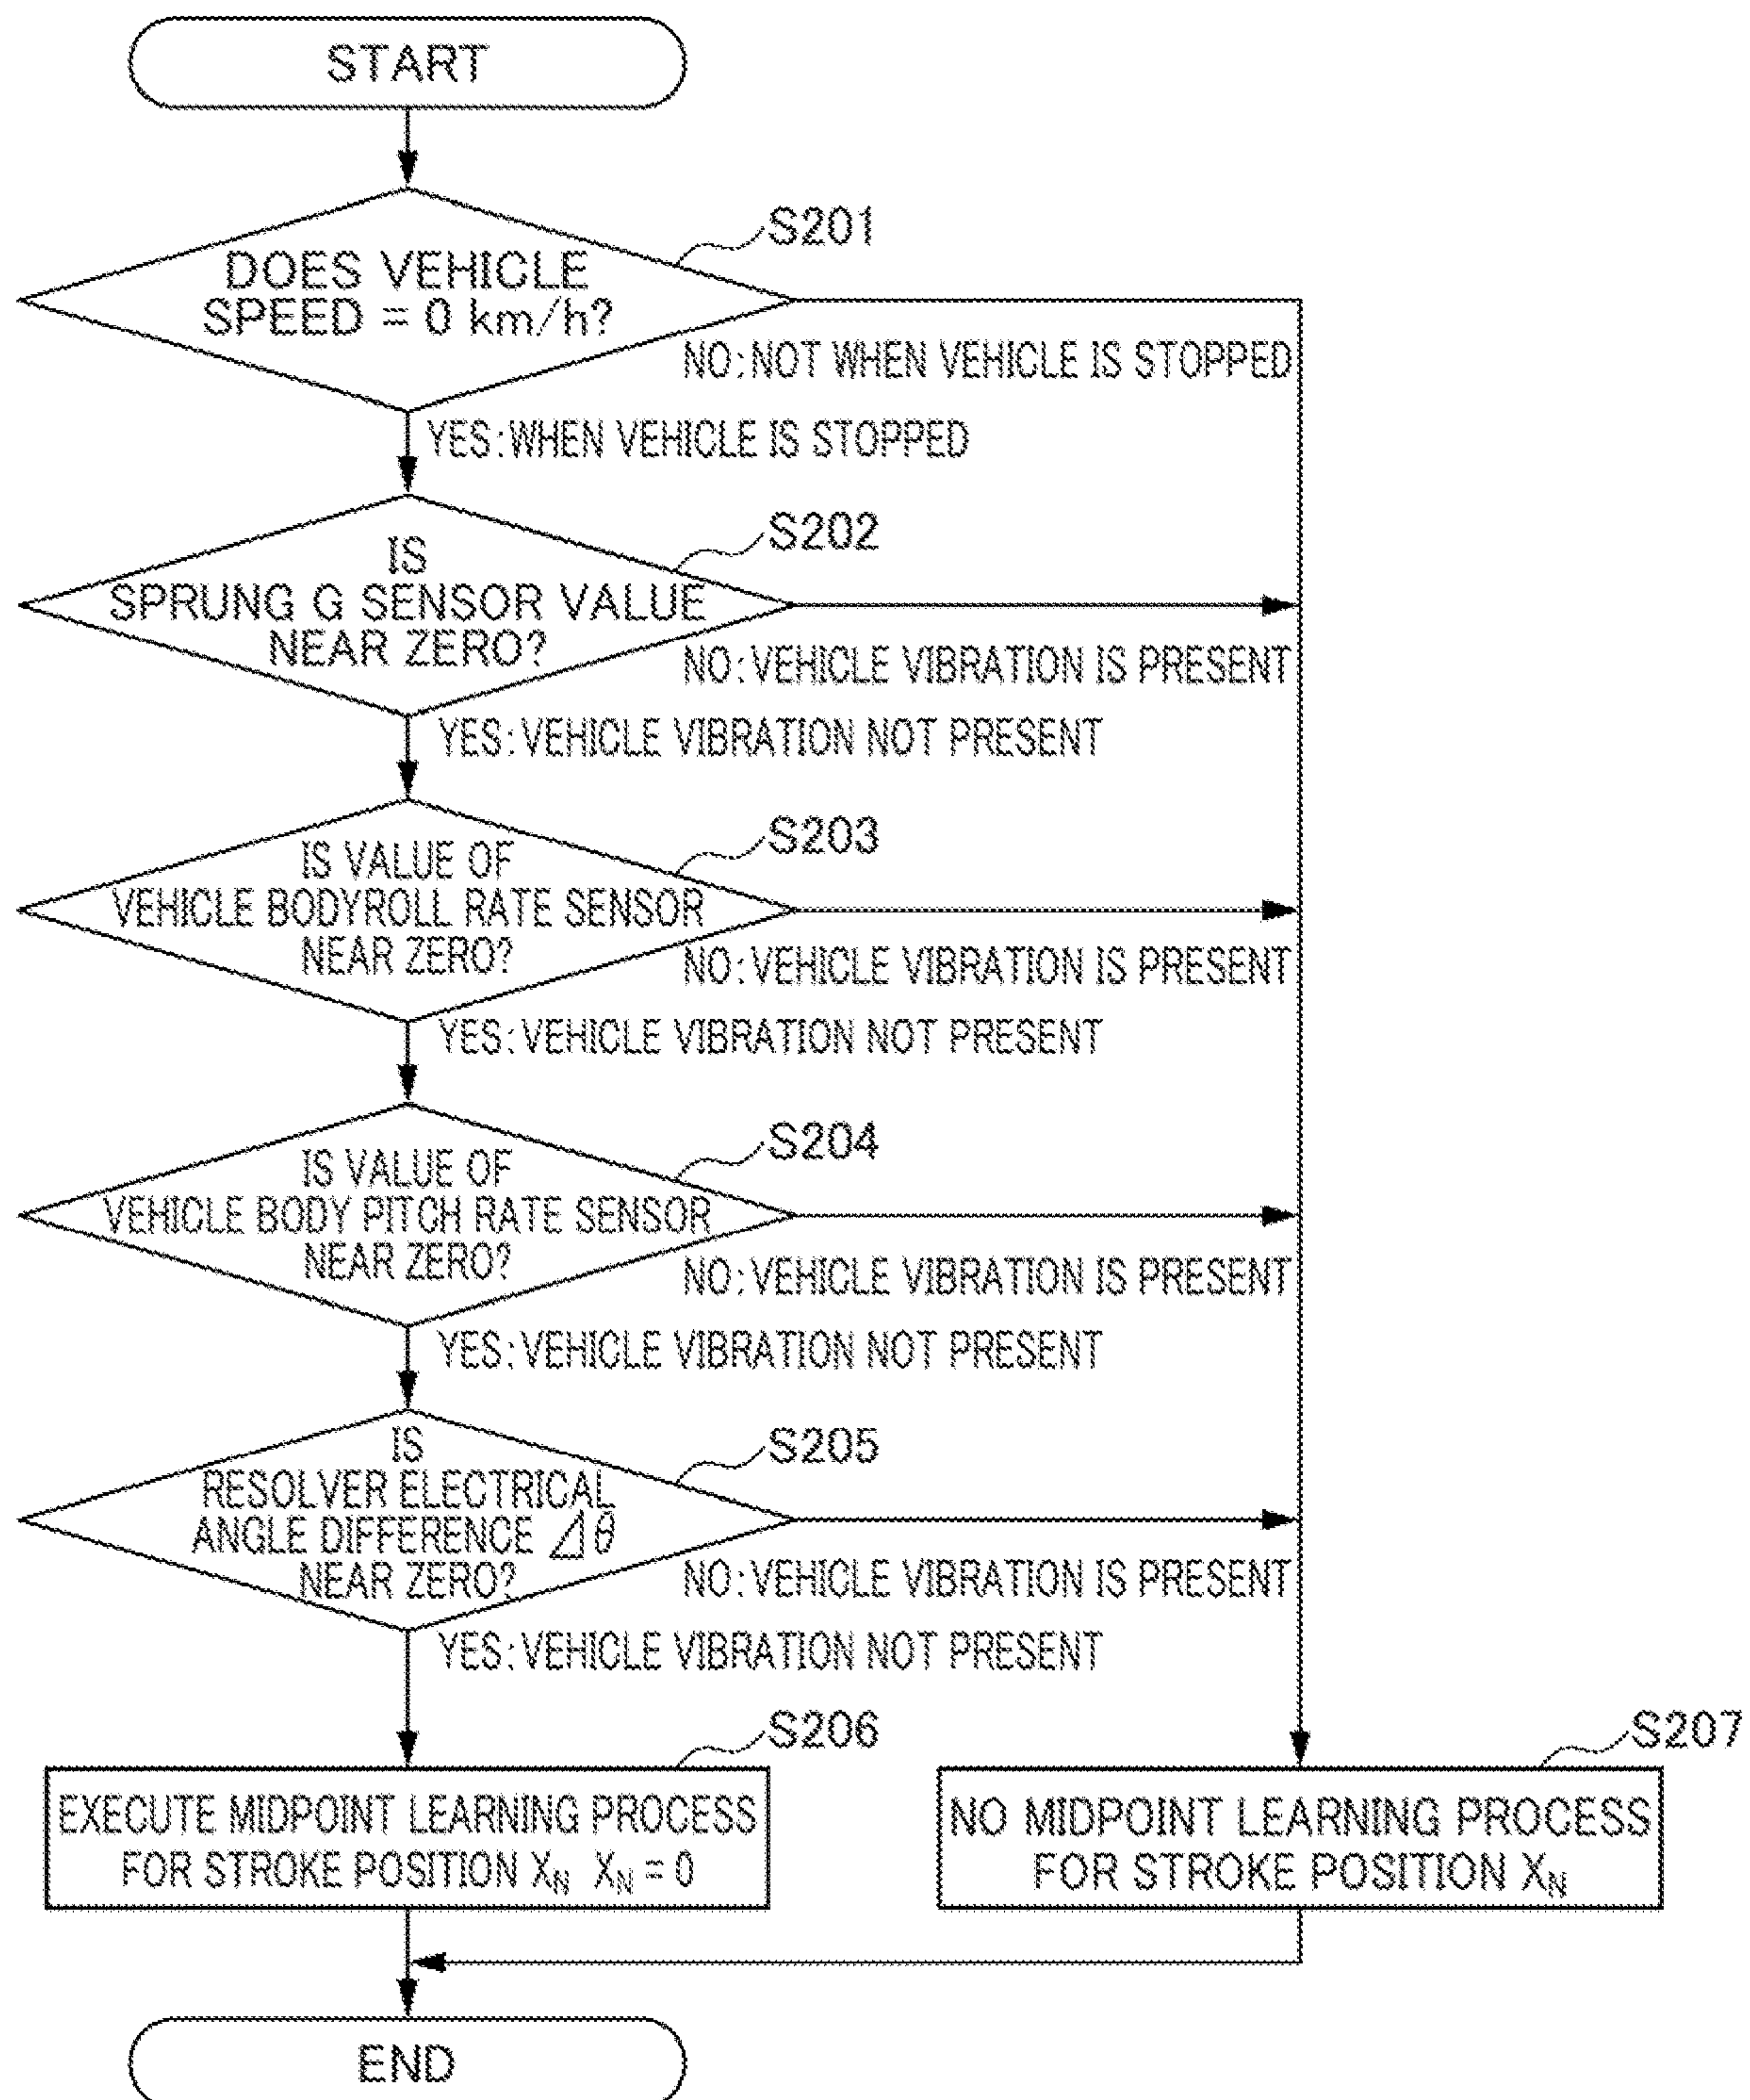 START
S201
DOES VEHICLE
SPEED = 0 km/h?
NO:NOT WHEN VEHICLE IS STOPPED
YES:WHEN VEHICLE IS STOPPED
S202
IS
SPRUNG G SENSOR VALUE
NEAR ZERO?
NO:VEHICLE VIBRATION IS PRESENT
YES:VEHICLE VIBRATION NOT PRESENT
S203
IS VALUE OF
VEHICLE BODYROLL RATE SENSOR
NEAR ZERO?
NO:VEHICLE VIBRATION IS PRESENT
YES:VEHICLE VIBRATION NOT PRESENT
S204
IS VALUE OF
VEHICLE BODY PITCH RATE SENSOR
NEAR ZERO?
NO:VEHICLE VIBRATION IS PRESENT
YES:VEHICLE VIBRATION NOT PRESENT
S205
IS
RESOLVER ELECTRICAL
ANGLE DIFFERENCE ⊿θ
NEAR ZERO?
NO:VEHICLE VIBRATION IS PRESENT
YES:VEHICLE VIBRATION NOT PRESENT
S206
EXECUTE MIDPOINT LEARNING PROCESS
FOR STROKE POSITION X_N X_N = 0
S207
NO MIDPOINT LEARNING PROCESS
FOR STROKE POSITION X_N
END